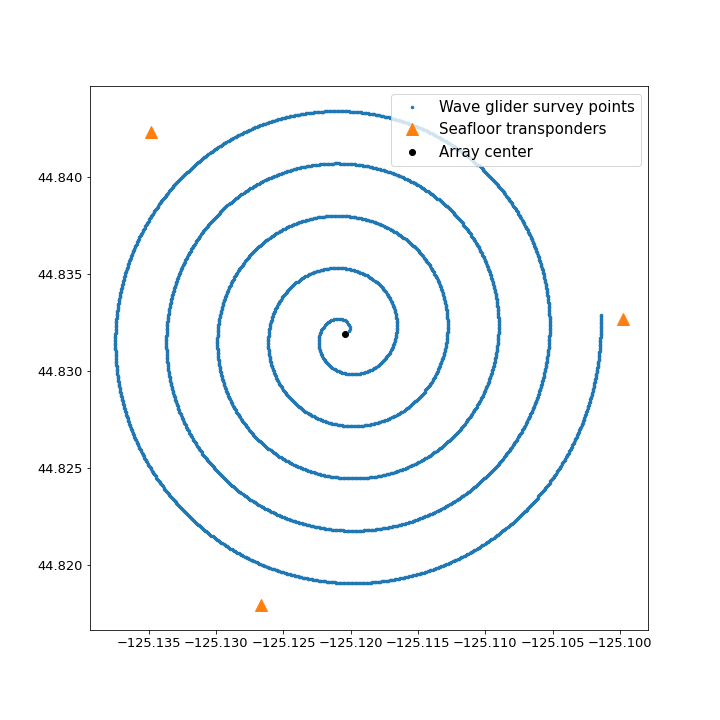 Wave glider survey points
Seafloor transponders
Array center
44.840
44.835
44.830
44.825
44.820
−125.135 −125.130 −125.125 −125.120 −125.115 −125.110 −125.105 −125.100